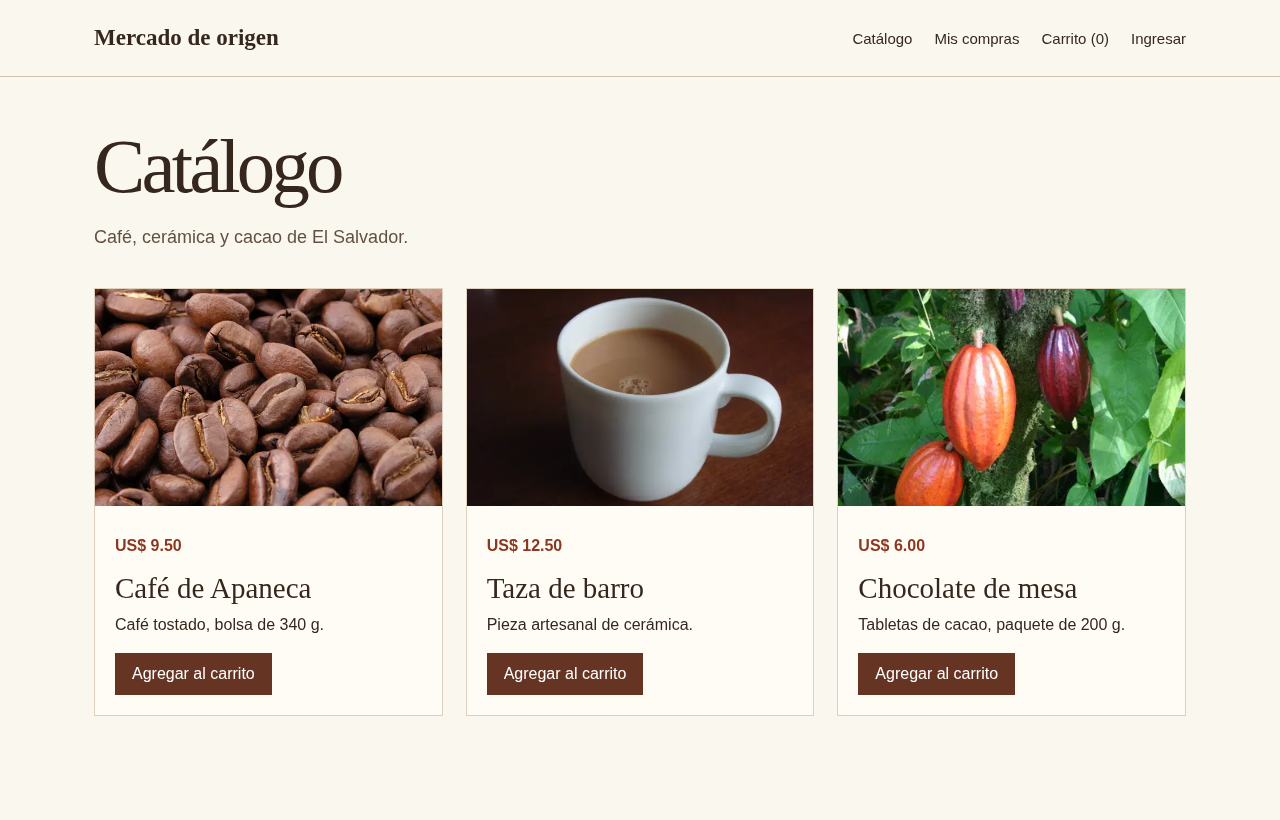 Mercado de origen
Catálogo Mis compras Carrito (0) Ingresar
Catálogo
Café, cerámica y cacao de El Salvador.
US$ 9.50
Café de Apaneca
Café tostado, bolsa de 340 g.
Agregar al carrito
US$ 12.50
Taza de barro
Pieza artesanal de cerámica.
Agregar al carrito
US$ 6.00
Chocolate de mesa
Tabletas de cacao, paquete de 200 g.
Agregar al carrito